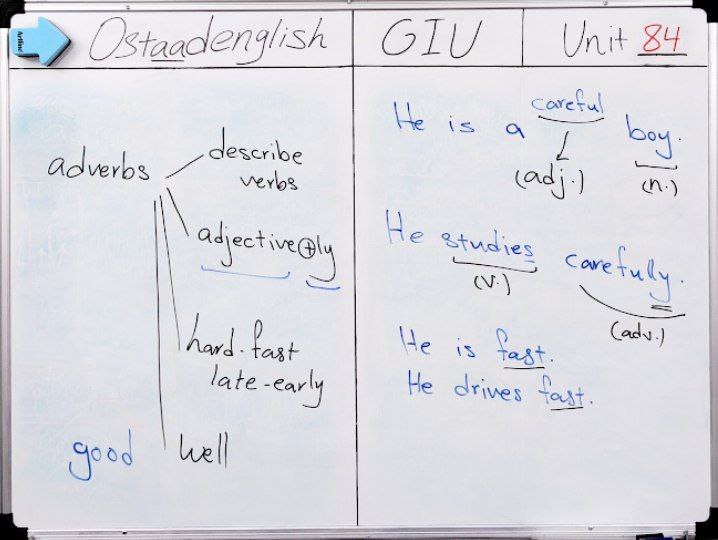 Ostaadenglish
GIU
Unit 84
adverbs
describe
verbs
adjective⊕ly
hard-fast
late-early
good well
careful
He is a boy.
(adj.) (n.)
He studies carefully.
(v.) (adv.)
He is fast.
He drives fast.